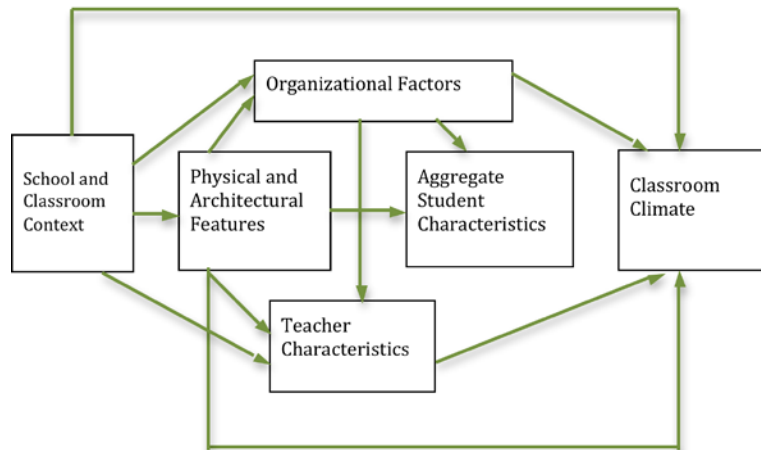 Organizational Factors
School and
Classroom
Context
Physical and
Architectural
Features
Aggregate
Student
Characteristics
Classroom
Climate
Teacher
Characteristics